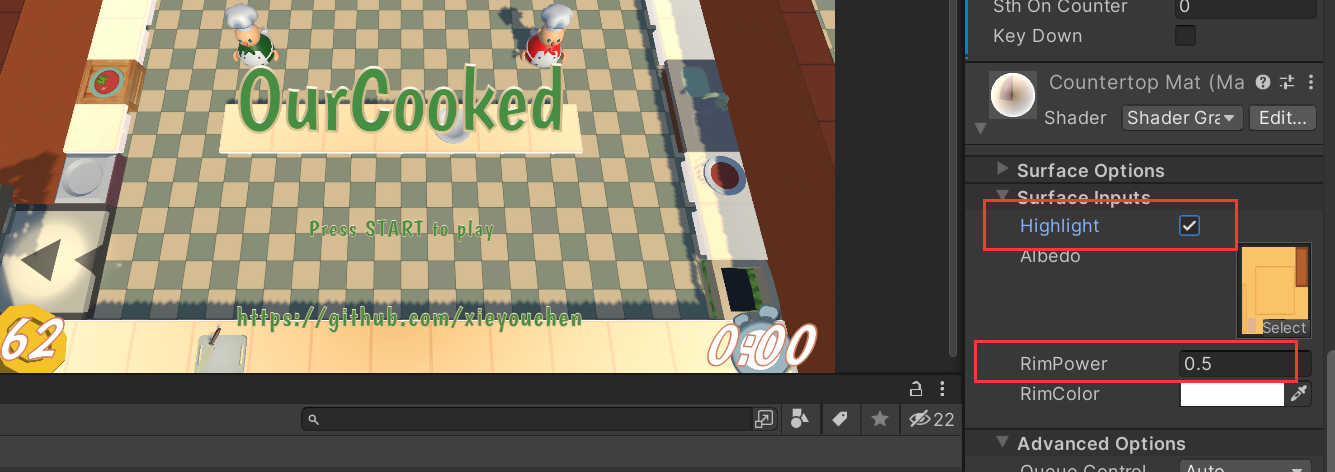 Sth On Counter 0
Key Down
Countertop Mat (Ma
Shader Shader Gra Edit...
Surface Options
Surface Inputs
Highlight
Albedo
Select
RimPower 0.5
RimColor
Advanced Options
Queue Control Auto
OurCooked
Press START to play
https://github.com/xieyouchen
62
0:00
22